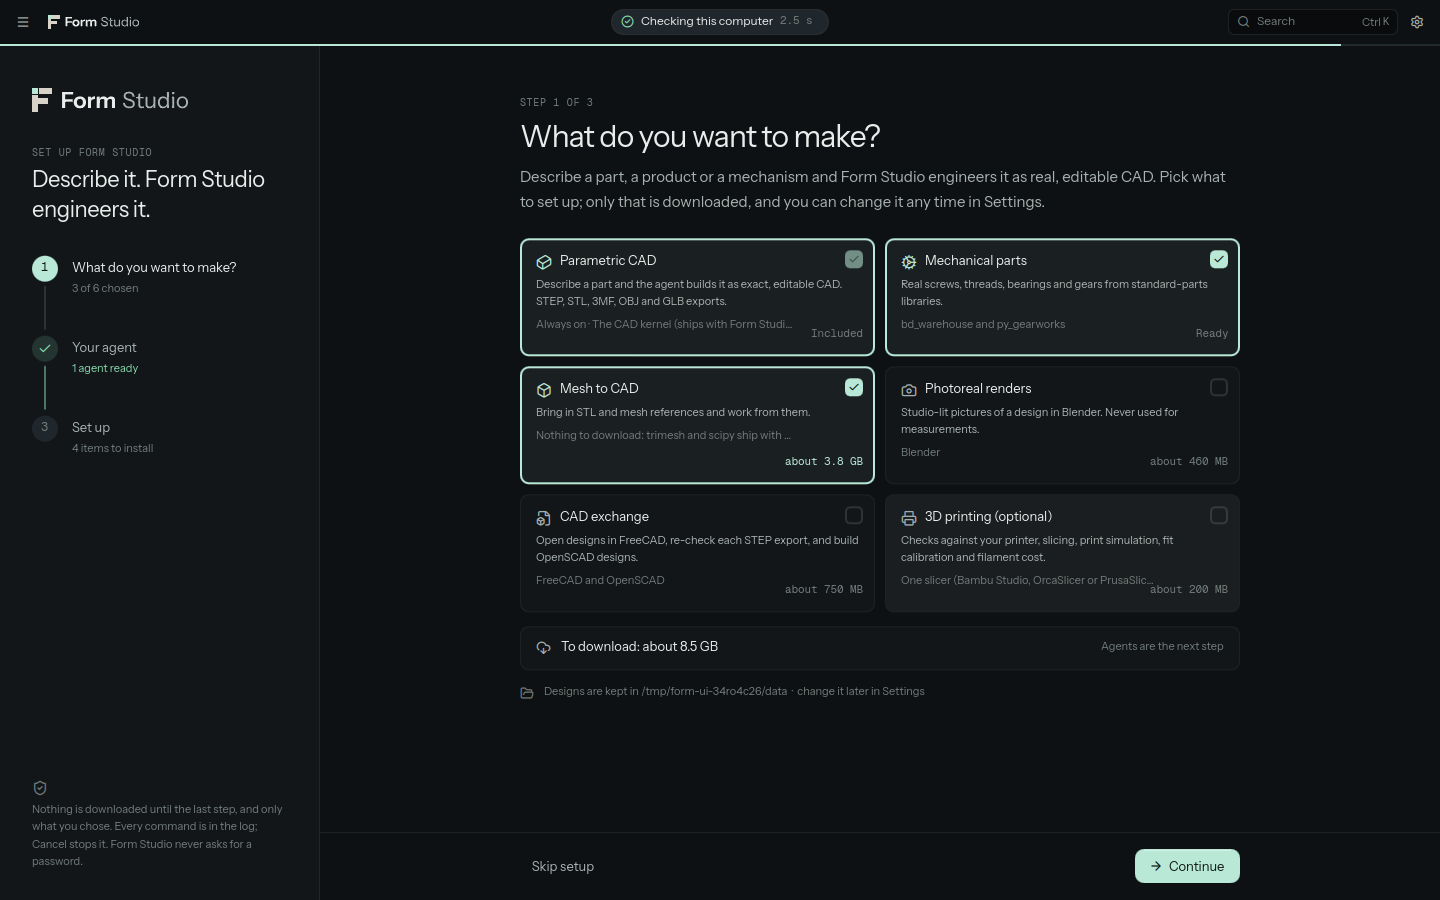 Form Studio
Checking this computer 2.5 s
Search Ctrl K
Form Studio
SET UP FORM STUDIO
Describe it. Form Studio
engineers it.
1 What do you want to make?
3 of 6 chosen
Your agent
1 agent ready
3 Set up
4 items to install
Nothing is downloaded until the last step, and only
what you chose. Every command is in the log;
Cancel stops it. Form Studio never asks for a
password.
STEP 1 OF 3
What do you want to make?
Describe a part, a product or a mechanism and Form Studio engineers it as real, editable CAD. Pick what
to set up; only that is downloaded, and you can change it any time in Settings.
Parametric CAD
Describe a part and the agent builds it as exact, editable CAD.
STEP, STL, 3MF, OBJ and GLB exports.
Always on · The CAD kernel (ships with Form Studi...
Included
Mechanical parts
Real screws, threads, bearings and gears from standard-parts
libraries.
bd_warehouse and py_gearworks
Ready
Mesh to CAD
Bring in STL and mesh references and work from them.
Nothing to download: trimesh and scipy ship with ...
about 3.8 GB
Photoreal renders
Studio-lit pictures of a design in Blender. Never used for
measurements.
Blender
about 460 MB
CAD exchange
Open designs in FreeCAD, re-check each STEP export, and build
OpenSCAD designs.
FreeCAD and OpenSCAD
about 750 MB
3D printing (optional)
Checks against your printer, slicing, print simulation, fit
calibration and filament cost.
One slicer (Bambu Studio, OrcaSlicer or PrusaSlic...
about 200 MB
To download: about 8.5 GB
Agents are the next step
Designs are kept in /tmp/form-ui-34ro4c26/data · change it later in Settings
Skip setup
Continue